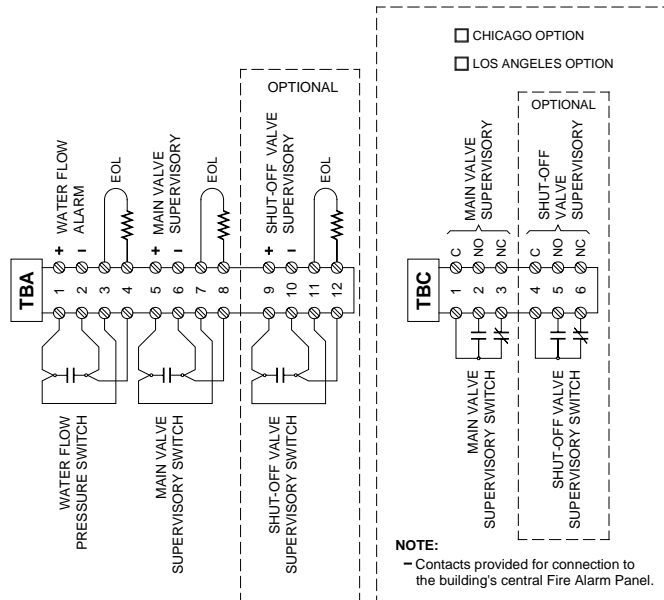 CHICAGO OPTION
LOS ANGELES OPTION
OPTIONAL
OPTIONAL
+ WATER FLOW
– ALARM
EOL
+ MAIN VALVE
– SUPERVISORY
EOL
+ SHUT-OFF VALVE
– SUPERVISORY
EOL
MAIN VALVE
SUPERVISORY
SHUT-OFF
VALVE
SUPERVISORY
C NO NC C NO NC
TBA 1 2 3 4 5 6 7 8 9 10 11 12
TBC 1 2 3 4 5 6
WATER FLOW
PRESSURE SWITCH
MAIN VALVE
SUPERVISORY SWITCH
SHUT-OFF VALVE
SUPERVISORY SWITCH
MAIN VALVE
SUPERVISORY SWITCH
SHUT-OFF VALVE
SUPERVISORY SWITCH
NOTE:
– Contacts provided for connection to
the building's central Fire Alarm Panel.